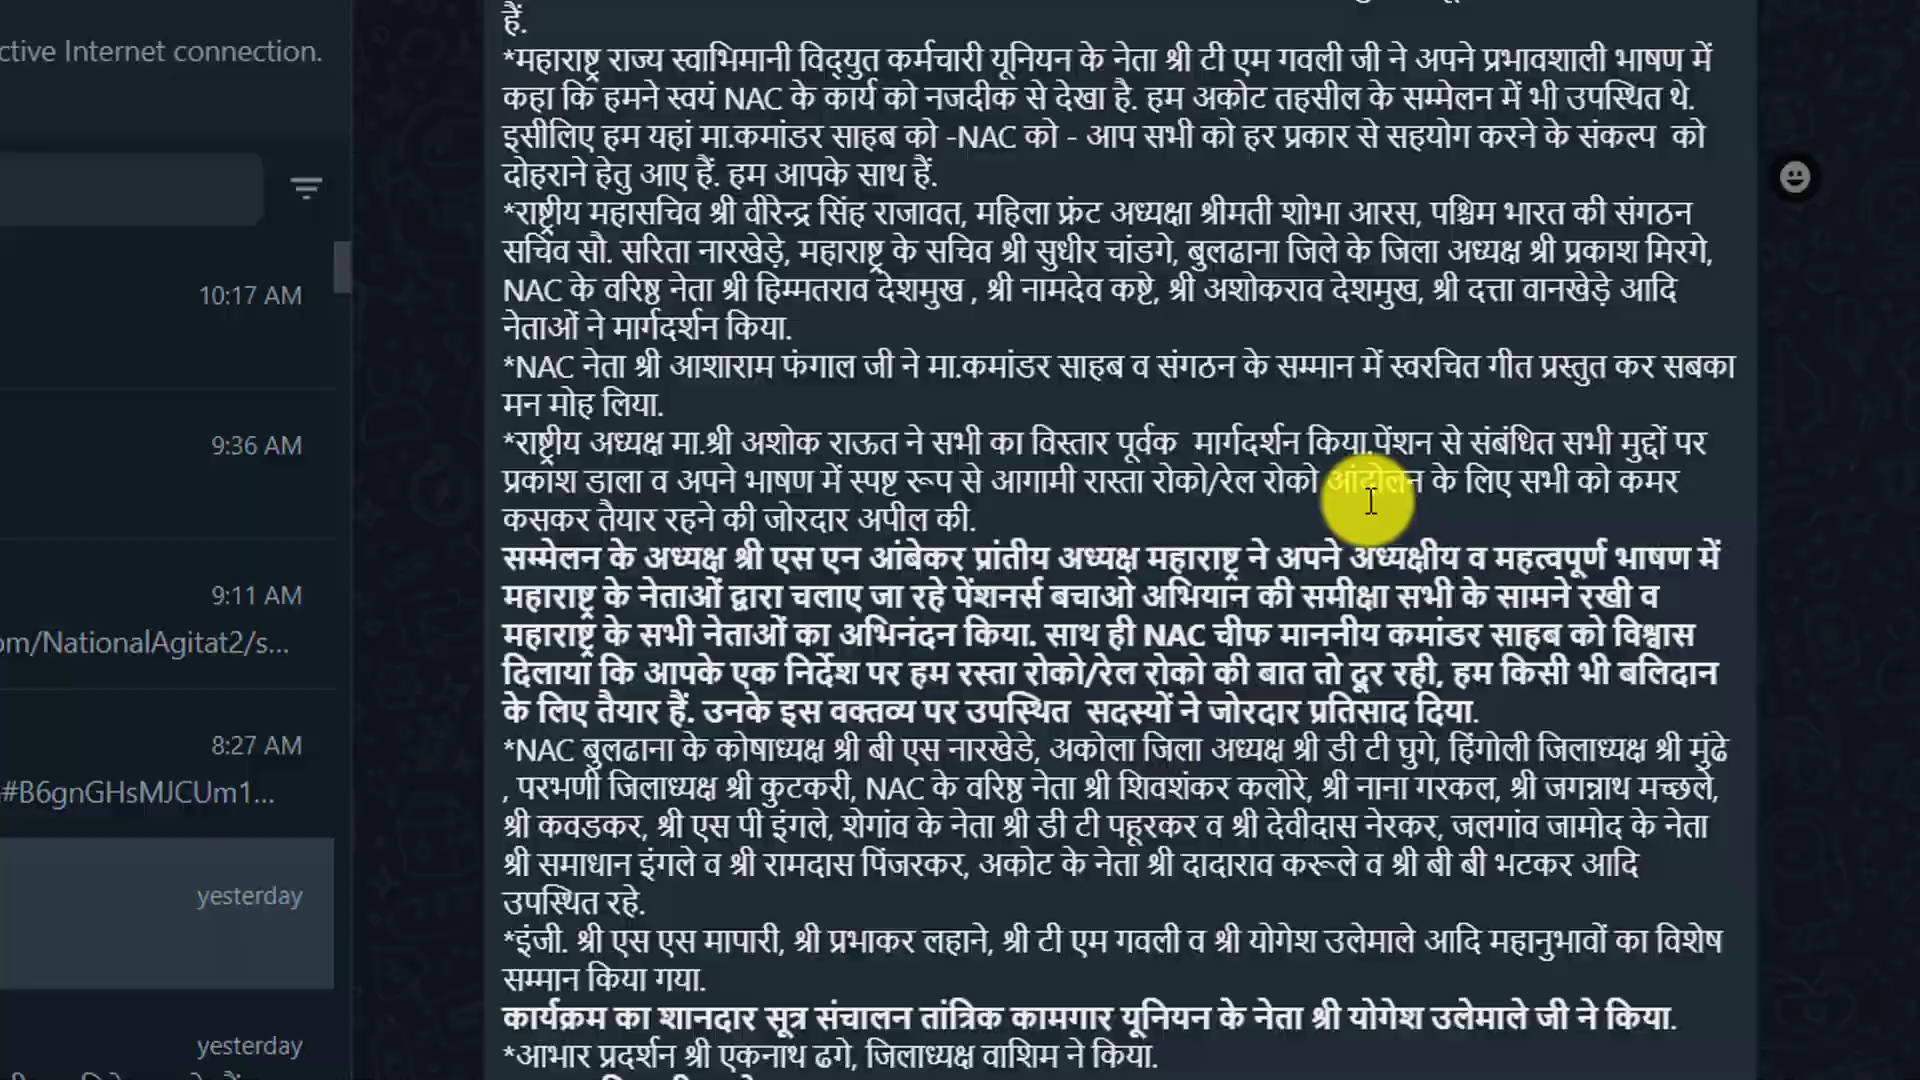 ctive Internet connection.
10:17 AM
9:36 AM
9:11 AM
om/NationalAgitat2/s...
8:27 AM
#B6gnGHsMJCUm1...
yesterday
yesterday
हैं.
*महाराष्ट्र राज्य स्वाभिमानी विद्युत कर्मचारी यूनियन के नेता श्री टी एम गवली जी ने अपने प्रभावशाली भाषण में
कहा कि हमने स्वयं NAC के कार्य को नजदीक से देखा है. हम अकोट तहसील के सम्मेलन में भी उपस्थित थे.
इसीलिए हम यहां मा.कमांडर साहब को -NAC को - आप सभी को हर प्रकार से सहयोग करने के संकल्प को
दोहराने हेतु आए हैं. हम आपके साथ हैं.
*राष्ट्रीय महासचिव श्री वीरेन्द्र सिंह राजावत, महिला फ्रंट अध्यक्षा श्रीमती शोभा आरस, पश्चिम भारत की संगठन
सचिव सौ. सरिता नारखेड़े, महाराष्ट्र के सचिव श्री सुधीर चांडगे, बुलढाना जिले के जिला अध्यक्ष श्री प्रकाश मिरगे,
NAC के वरिष्ठ नेता श्री हिम्मतराव देशमुख , श्री नामदेव कष्टे, श्री अशोकराव देशमुख, श्री दत्ता वानखेड़े आदि
नेताओं ने मार्गदर्शन किया.
*NAC नेता श्री आशाराम फंगाल जी ने मा.कमांडर साहब व संगठन के सम्मान में स्वरचित गीत प्रस्तुत कर सबका
मन मोह लिया.
*राष्ट्रीय अध्यक्ष मा.श्री अशोक राऊत ने सभी का विस्तार पूर्वक मार्गदर्शन किया.पेंशन से संबंधित सभी मुद्दों पर
प्रकाश डाला व अपने भाषण में स्पष्ट रूप से आगामी रास्ता रोको/रेल रोको आंदोलन के लिए सभी को कमर
कसकर तैयार रहने की जोरदार अपील की.
सम्मेलन के अध्यक्ष श्री एस एन आंबेकर प्रांतीय अध्यक्ष महाराष्ट्र ने अपने अध्यक्षीय व महत्वपूर्ण भाषण में
महाराष्ट्र के नेताओं द्वारा चलाए जा रहे पेंशनर्स बचाओ अभियान की समीक्षा सभी के सामने रखी व
महाराष्ट्र के सभी नेताओं का अभिनंदन किया. साथ ही NAC चीफ माननीय कमांडर साहब को विश्वास
दिलाया कि आपके एक निर्देश पर हम रस्ता रोको/रेल रोको की बात तो दूर रही, हम किसी भी बलिदान
के लिए तैयार हैं. उनके इस वक्तव्य पर उपस्थित सदस्यों ने जोरदार प्रतिसाद दिया.
*NAC बुलढाना के कोषाध्यक्ष श्री बी एस नारखेडे, अकोला जिला अध्यक्ष श्री डी टी घुगे, हिंगोली जिलाध्यक्ष श्री मुंढे
, परभणी जिलाध्यक्ष श्री कुटकरी, NAC के वरिष्ठ नेता श्री शिवशंकर कलोरे, श्री नाना गरकल, श्री जगन्नाथ मच्छले,
श्री कवडकर, श्री एस पी इंगले, शेगांव के नेता श्री डी टी पहूरकर व श्री देवीदास नेरकर, जलगांव जामोद के नेता
श्री समाधान इंगले व श्री रामदास पिंजरकर, अकोट के नेता श्री दादाराव करूले व श्री बी बी भटकर आदि
उपस्थित रहे.
*इंजी. श्री एस एस मापारी, श्री प्रभाकर लहाने, श्री टी एम गवली व श्री योगेश उलेमाले आदि महानुभावों का विशेष
सम्मान किया गया.
कार्यक्रम का शानदार सूत्र संचालन तांत्रिक कामगार यूनियन के नेता श्री योगेश उलेमाले जी ने किया.
*आभार प्रदर्शन श्री एकनाथ ढगे, जिलाध्यक्ष वाशिम ने किया.